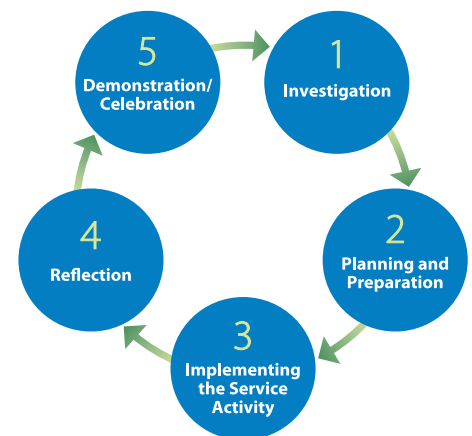 1
Investigation
2
Planning and
Preparation
3
Implementing
the Service
Activity
4
Reflection
5
Demonstration/
Celebration